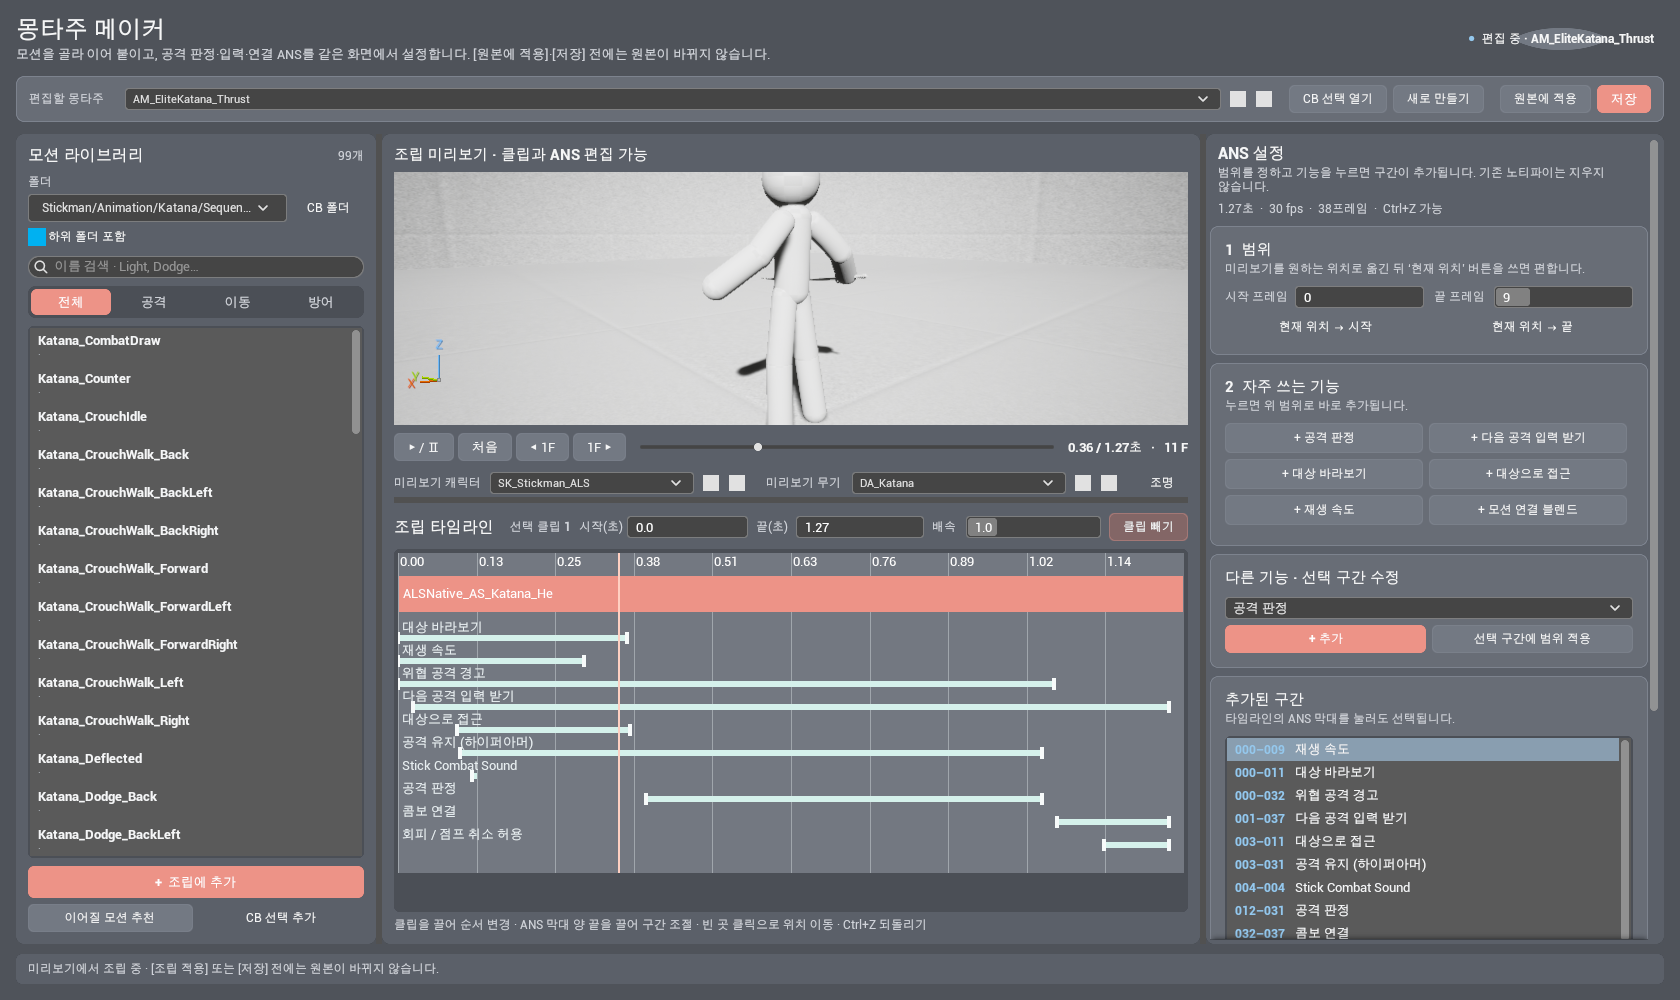 몽타주 메이커
모션을 골라 이어 붙이고, 공격 판정·입력·연결 ANS를 같은 화면에서 설정합니다. [원본에 적용]·[저장] 전에는 원본이 바뀌지 않습니다.
편집 중 · AM_EliteKatana_Thrust
편집할 몽타주
AM_EliteKatana_Thrust
CB 선택 열기
새로 만들기
원본에 적용
저장
모션 라이브러리
99개
폴더
Stickman/Animation/Katana/Sequen...
CB 폴더
하위 폴더 포함
이름 검색 · Light, Dodge...
전체
공격
이동
방어
Katana_CombatDraw
Katana_Counter
Katana_CrouchIdle
Katana_CrouchWalk_Back
Katana_CrouchWalk_BackLeft
Katana_CrouchWalk_BackRight
Katana_CrouchWalk_Forward
Katana_CrouchWalk_ForwardLeft
Katana_CrouchWalk_ForwardRight
Katana_CrouchWalk_Left
Katana_CrouchWalk_Right
Katana_Deflected
Katana_Dodge_Back
Katana_Dodge_BackLeft
+ 조립에 추가
이어질 모션 추천
CB 선택 추가
조립 미리보기 · 클립과 ANS 편집 가능
Z
Y
X
▶ / II
처음
◀ 1F
1F ▶
0.36 / 1.27초 · 11 F
미리보기 캐릭터
SK_Stickman_ALS
미리보기 무기
DA_Katana
조명
조립 타임라인
선택 클립 1
시작(초)
0.0
끝(초)
1.27
배속
1.0
클립 빼기
0.00
0.13
0.25
0.38
0.51
0.63
0.76
0.89
1.02
1.14
ALSNative_AS_Katana_He
대상 바라보기
재생 속도
위협 공격 경고
다음 공격 입력 받기
대상으로 접근
공격 유지 (하이퍼아머)
Stick Combat Sound
공격 판정
콤보 연결
회피 / 점프 취소 허용
클립을 끌어 순서 변경 · ANS 막대 양 끝을 끌어 구간 조절 · 빈 곳 클릭으로 위치 이동 · Ctrl+Z 되돌리기
ANS 설정
범위를 정하고 기능을 누르면 구간이 추가됩니다. 기존 노티파이는 지우지
않습니다.
1.27초 · 30 fps · 38프레임 · Ctrl+Z 가능
1 범위
미리보기를 원하는 위치로 옮긴 뒤 '현재 위치' 버튼을 쓰면 편합니다.
시작 프레임
0
끝 프레임
9
현재 위치 → 시작
현재 위치 → 끝
2 자주 쓰는 기능
누르면 위 범위로 바로 추가됩니다.
+ 공격 판정
+ 다음 공격 입력 받기
+ 대상 바라보기
+ 대상으로 접근
+ 재생 속도
+ 모션 연결 블렌드
다른 기능 · 선택 구간 수정
공격 판정
+ 추가
선택 구간에 범위 적용
추가된 구간
타임라인의 ANS 막대를 눌러도 선택됩니다.
000–009 재생 속도
000–011 대상 바라보기
000–032 위협 공격 경고
001–037 다음 공격 입력 받기
003–011 대상으로 접근
003–031 공격 유지 (하이퍼아머)
004–004 Stick Combat Sound
012–031 공격 판정
032–037 콤보 연결
미리보기에서 조립 중 · [조립 적용] 또는 [저장] 전에는 원본이 바뀌지 않습니다.